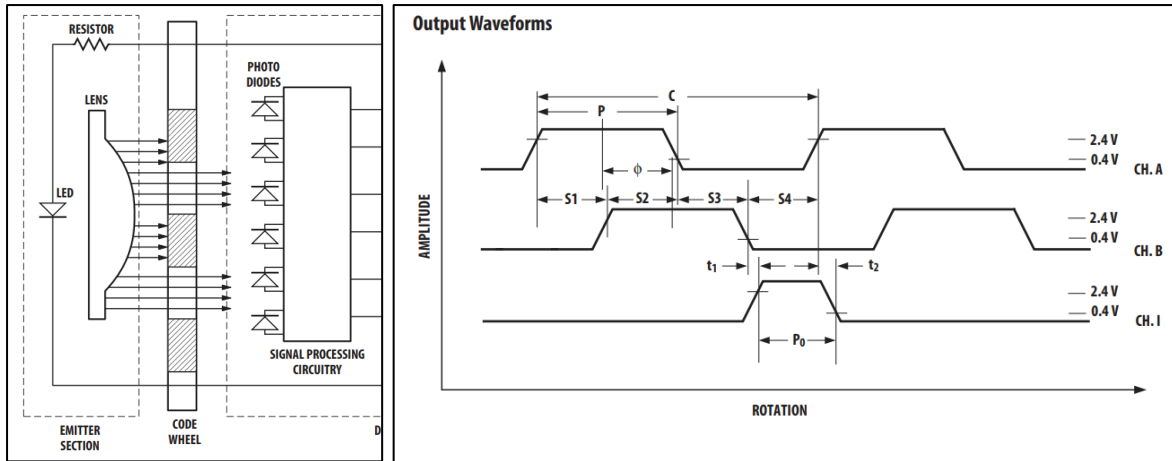 RESISTOR
PHOTO
DIODES
LENS
LED
SIGNAL PROCESSING
CIRCUITRY
EMITTER
SECTION
CODE
WHEEL
D
Output Waveforms
AMPLITUDE
C
P
ϕ
S1
S2
S3
S4
2.4 V
0.4 V
CH. A
2.4 V
0.4 V
CH. B
t1
t2
2.4 V
0.4 V
CH. I
P0
ROTATION